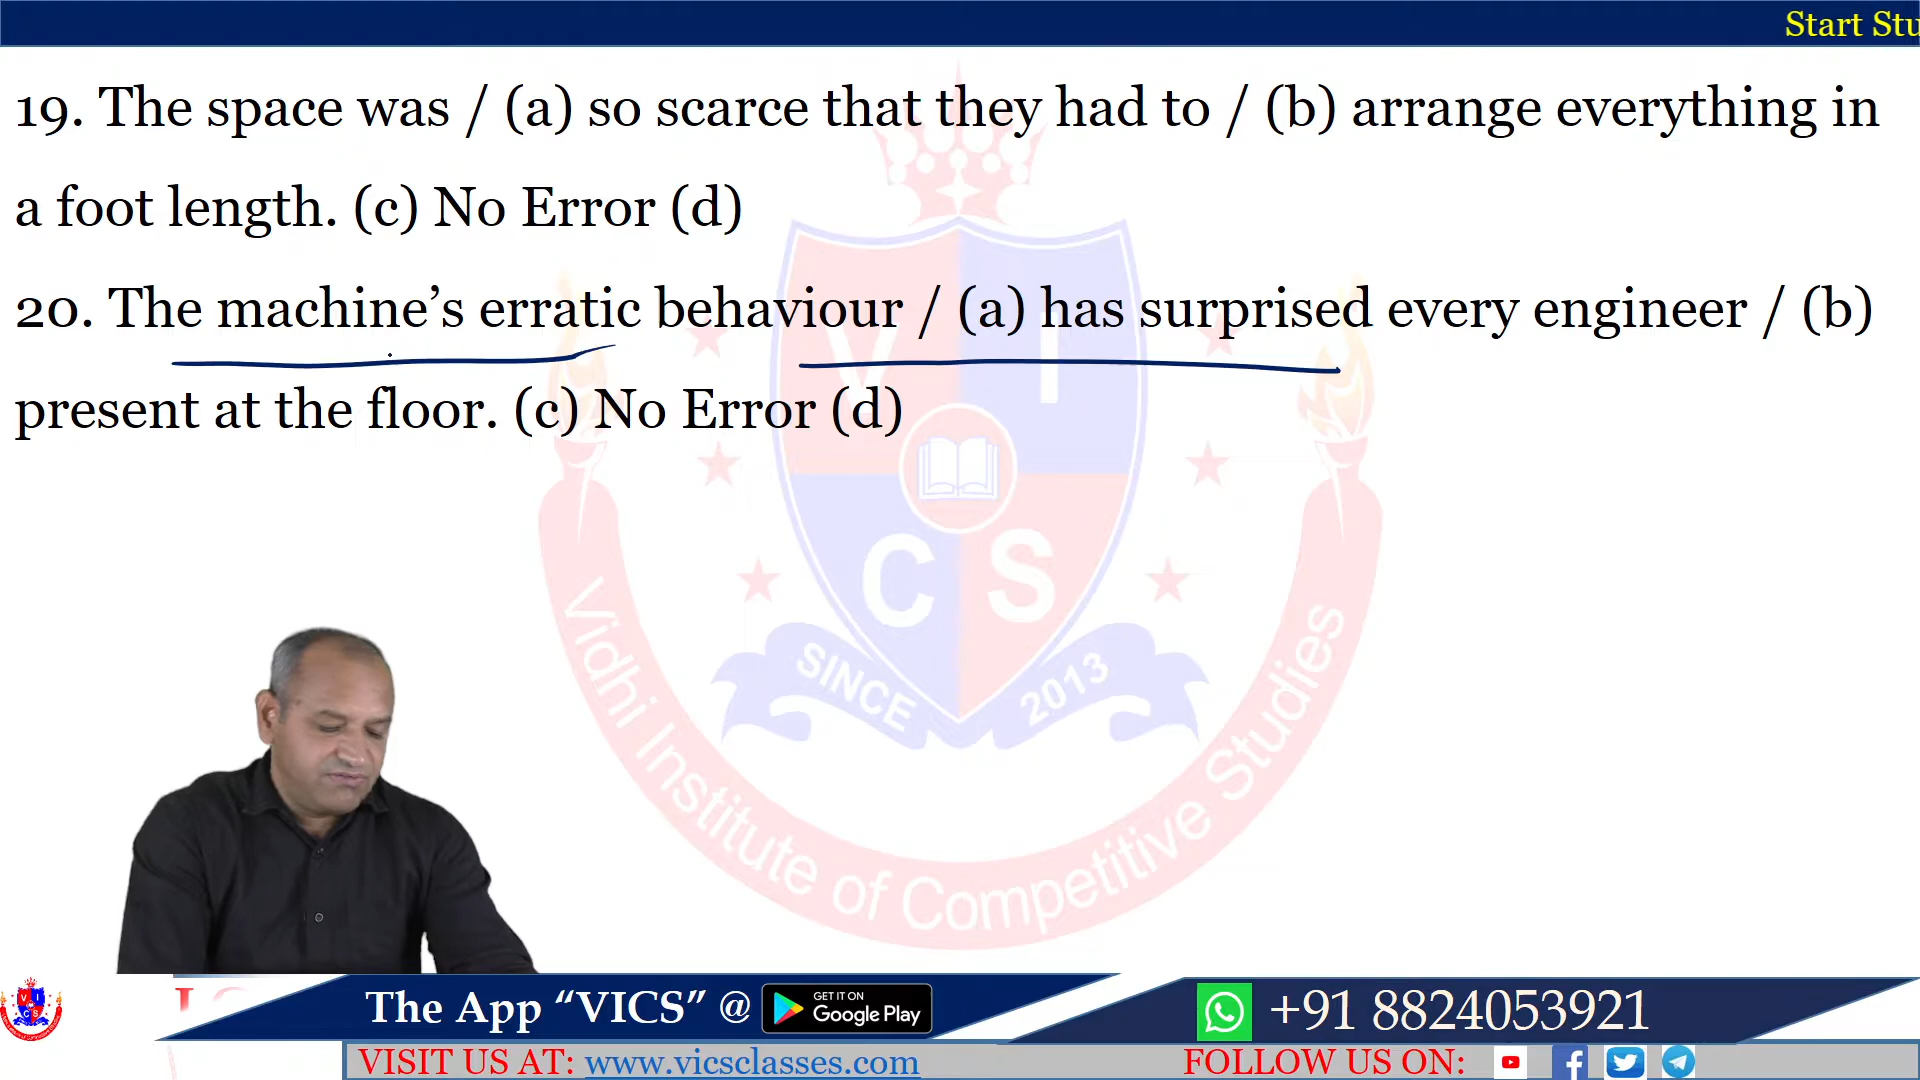 Start Stu
19. The space was / (a) so scarce that they had to / (b) arrange everything in
a foot length. (c) No Error (d)
20. The machine’s erratic behaviour / (a) has surprised every engineer / (b)
present at the floor. (c) No Error (d)
V I
C S
SINCE 2013
Vidhi Institute of Competitive Studies
The App “VICS” @ GET IT ON Google Play
+91 8824053921
VISIT US AT: www.vicsclasses.com
FOLLOW US ON: